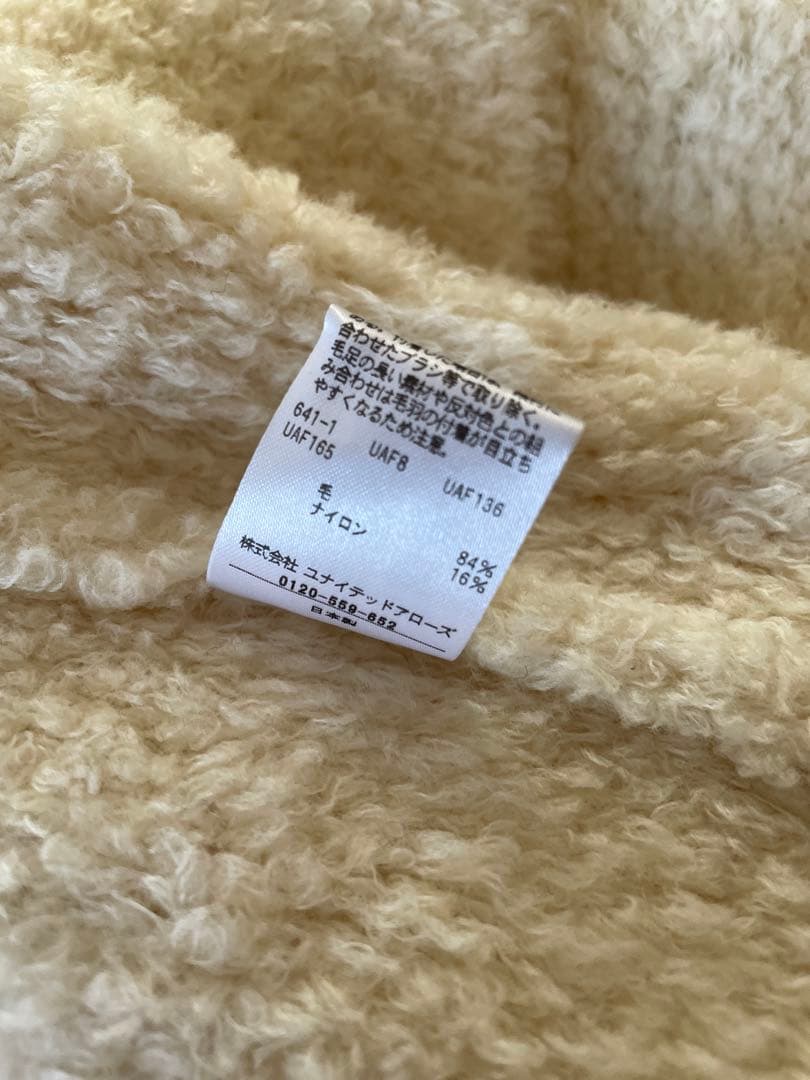 合わせたブラシ等で取り除く。
毛足の長い素材や反対色との組
み合わせは毛羽の付着が目立ち
やすくなるため注意。
641-1
UAF165 UAF8 UAF136
毛 84%
ナイロン 16%
株式会社 ユナイテッドアローズ
0120-559-652
日本製